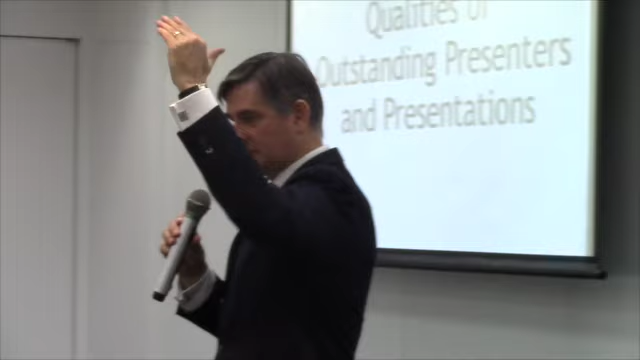 Qualities of
Outstanding Presenters
and Presentations